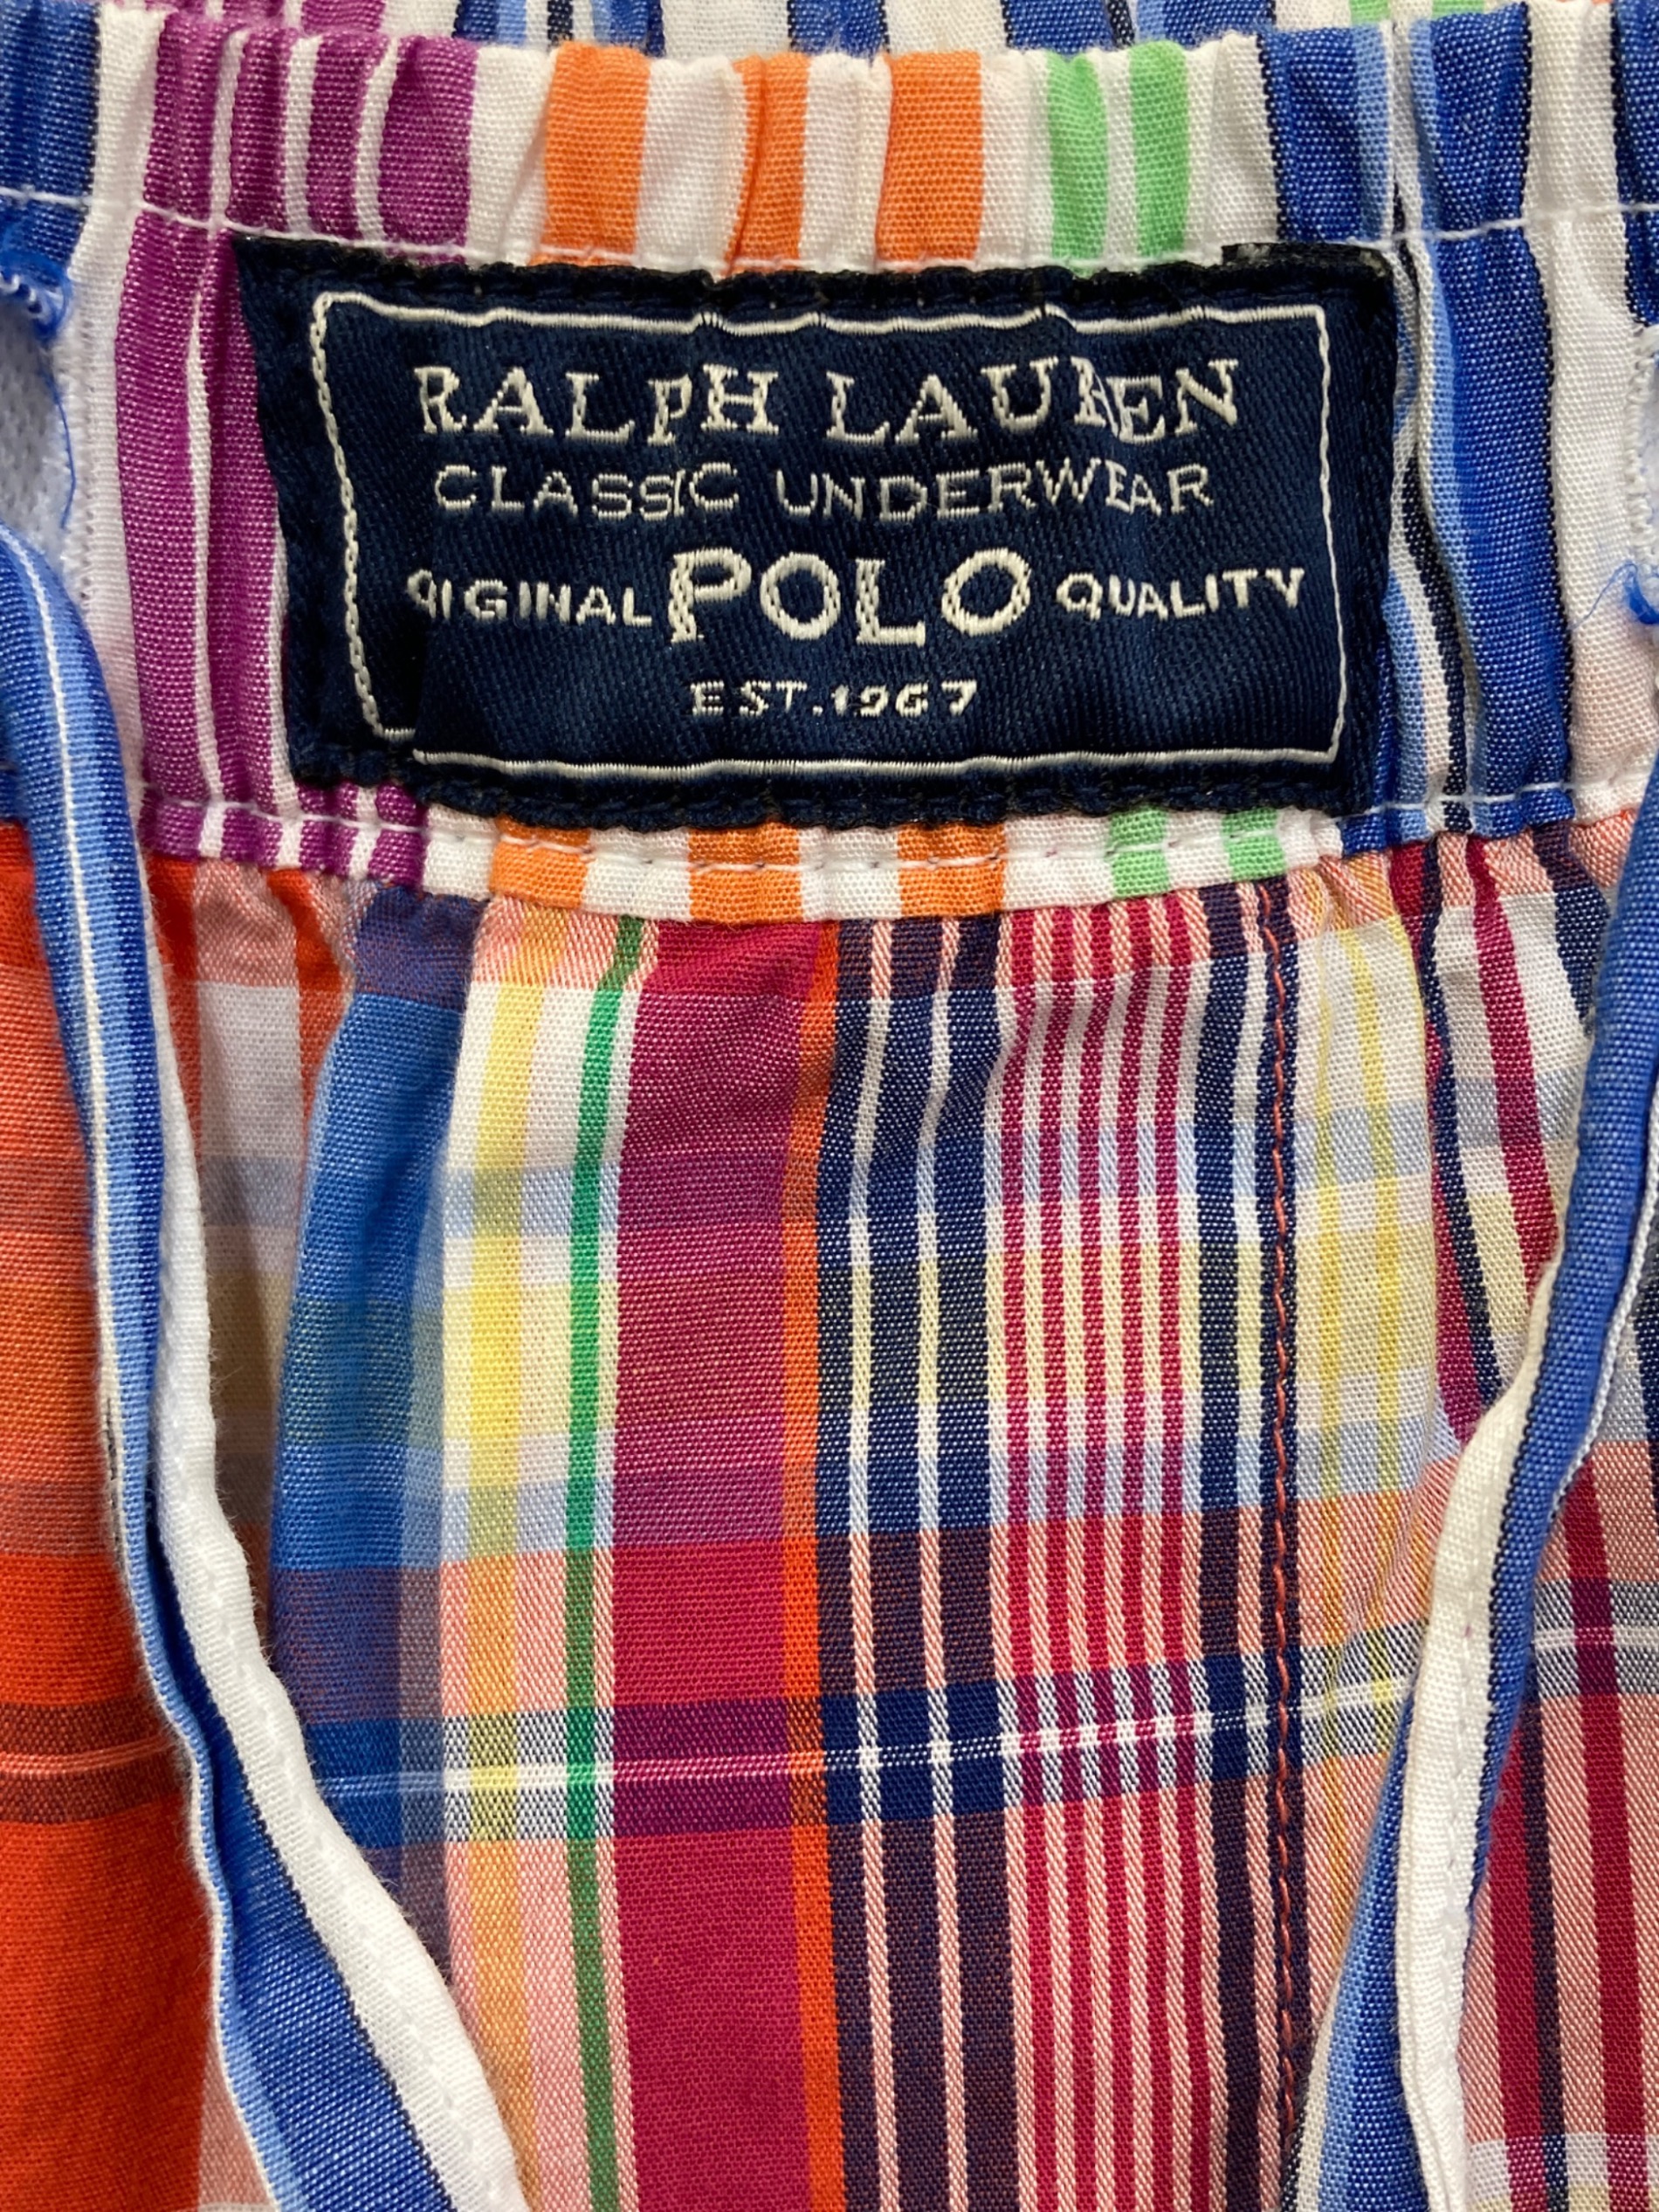 RALPH LAUREN
CLASSIC UNDERWEAR
ORIGINAL POLO QUALITY
EST.1967